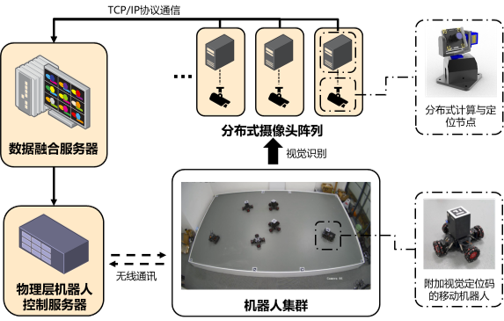 TCP/IP协议通信
数据融合服务器
分布式摄像头阵列
分布式计算与定
位节点
视觉识别
物理层机器人
控制服务器
无线通讯
机器人集群
附加视觉定位码
的移动机器人